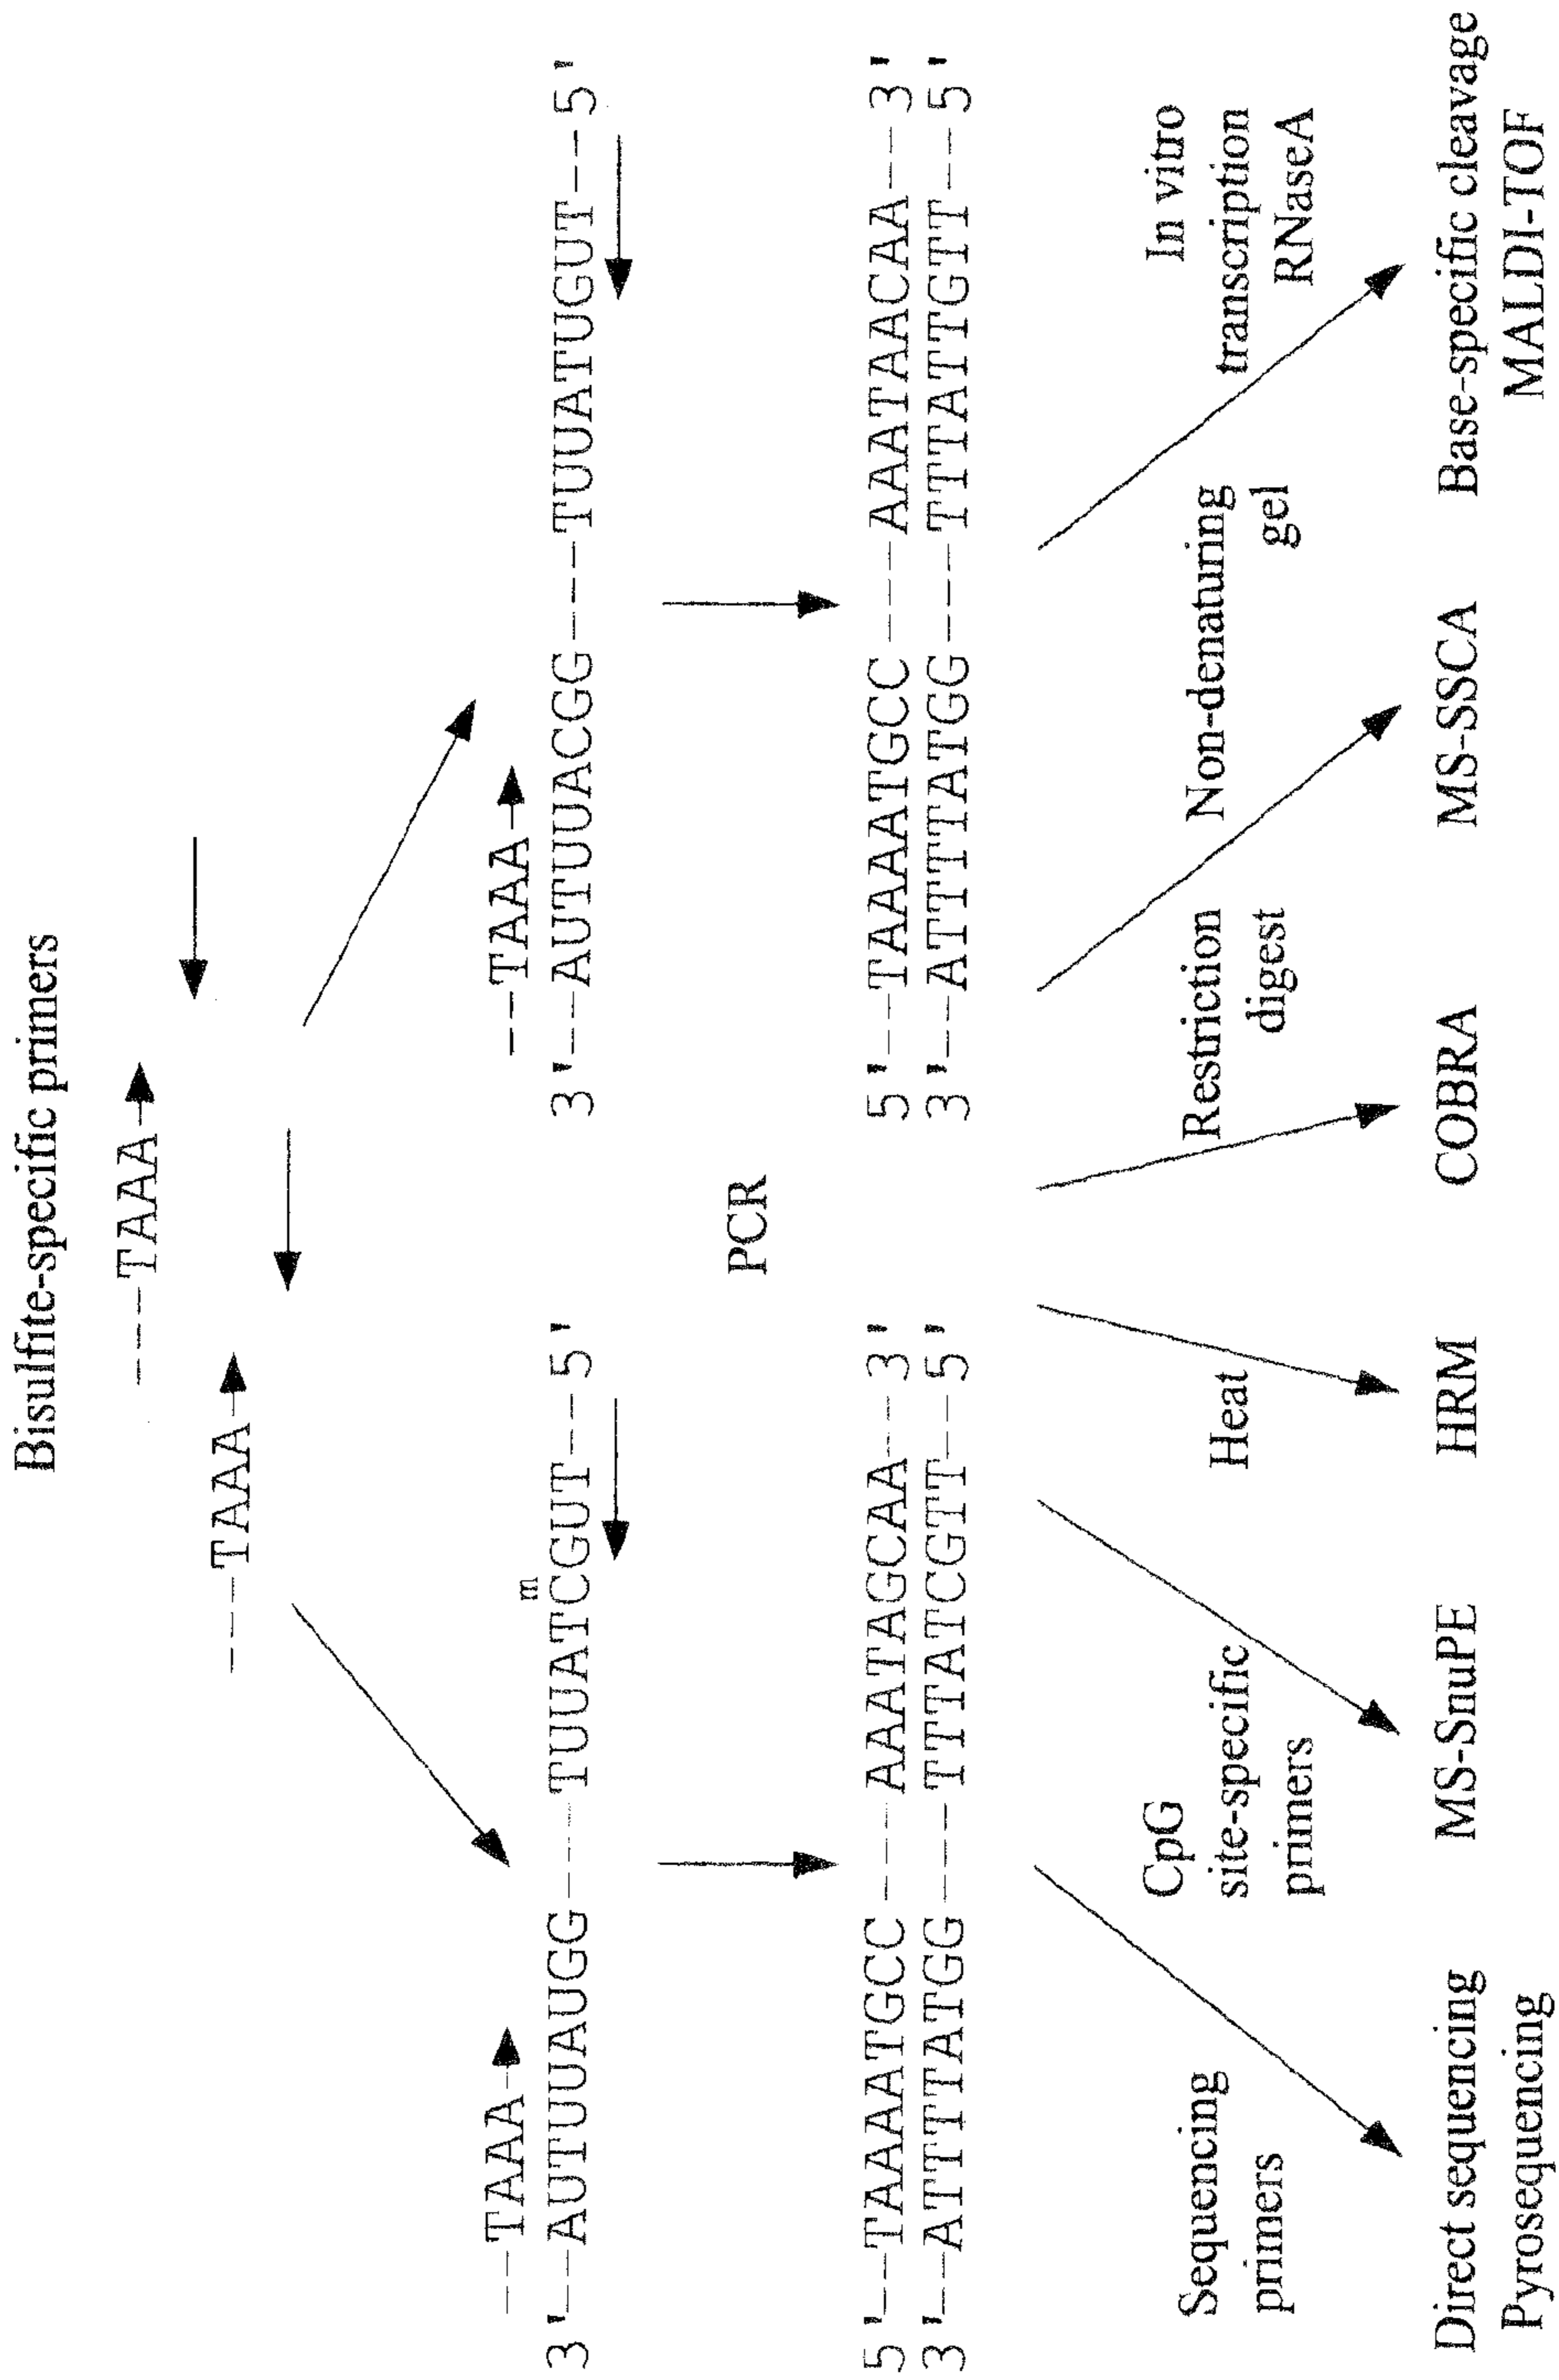 Bisulfite-specific primers
---TAAA
---TAAA
--TAAA
3'--AUTUUAUGG---TUUATCGUT--5'
m
--TAAA
3'--AUTUUACGG---TUUATUGUT--5'
PCR
5'--TAAAATGCC---AAATAGCAA--3'
3'--ATTTTATGG---TTTATCGTT--5'
5'--TAAAATGCC---AAATAACAA--3'
3'--ATTTTATGG---TTTATTGTT--5'
Sequencing
primers
CpG
site-specific
primers
Heat
Restriction
digest
Non-denaturing
gel
In vitro
transcription
RNaseA
Direct sequencing
Pyrosequencing
MS-SnuPE
HRM
COBRA
MS-SSCA
Base-specific cleavage
MALDI-TOF